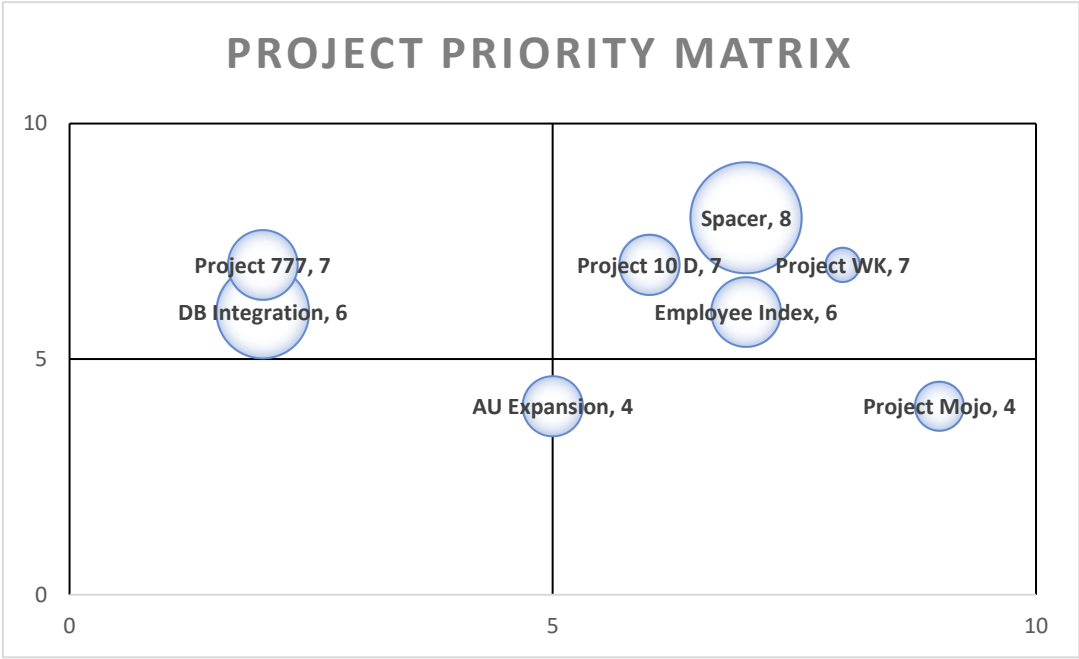 PROJECT PRIORITY MATRIX
10
Spacer, 8
Project 777, 7
Project 10 D, 7
Project WK, 7
DB Integration, 6
Employee Index, 6
5
AU Expansion, 4
Project Mojo, 4
0
0
5
10